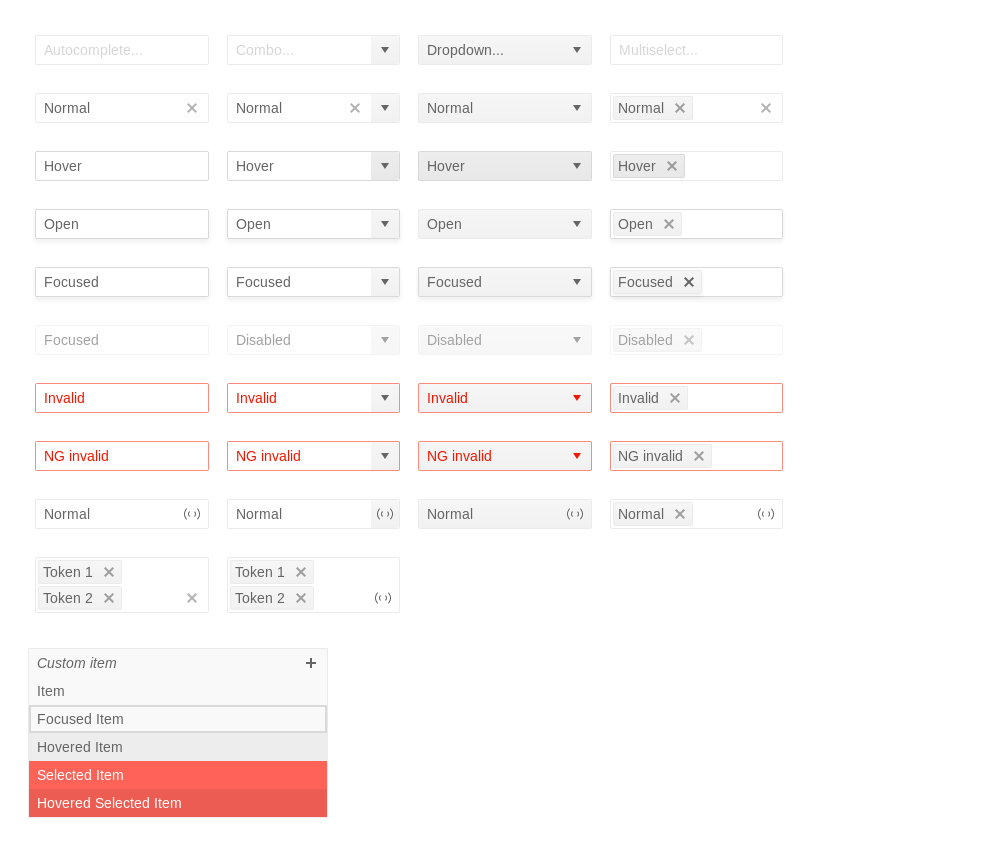 Autocomplete... Combo... Dropdown... Multiselect...
Normal Normal Normal Normal
Hover Hover Hover Hover
Open Open Open Open
Focused Focused Focused Focused
Focused Disabled Disabled Disabled
Invalid Invalid Invalid Invalid
NG invalid NG invalid NG invalid NG invalid
Normal Normal Normal Normal
Token 1 Token 1
Token 2 Token 2
Custom item
Item
Focused Item
Hovered Item
Selected Item
Hovered Selected Item